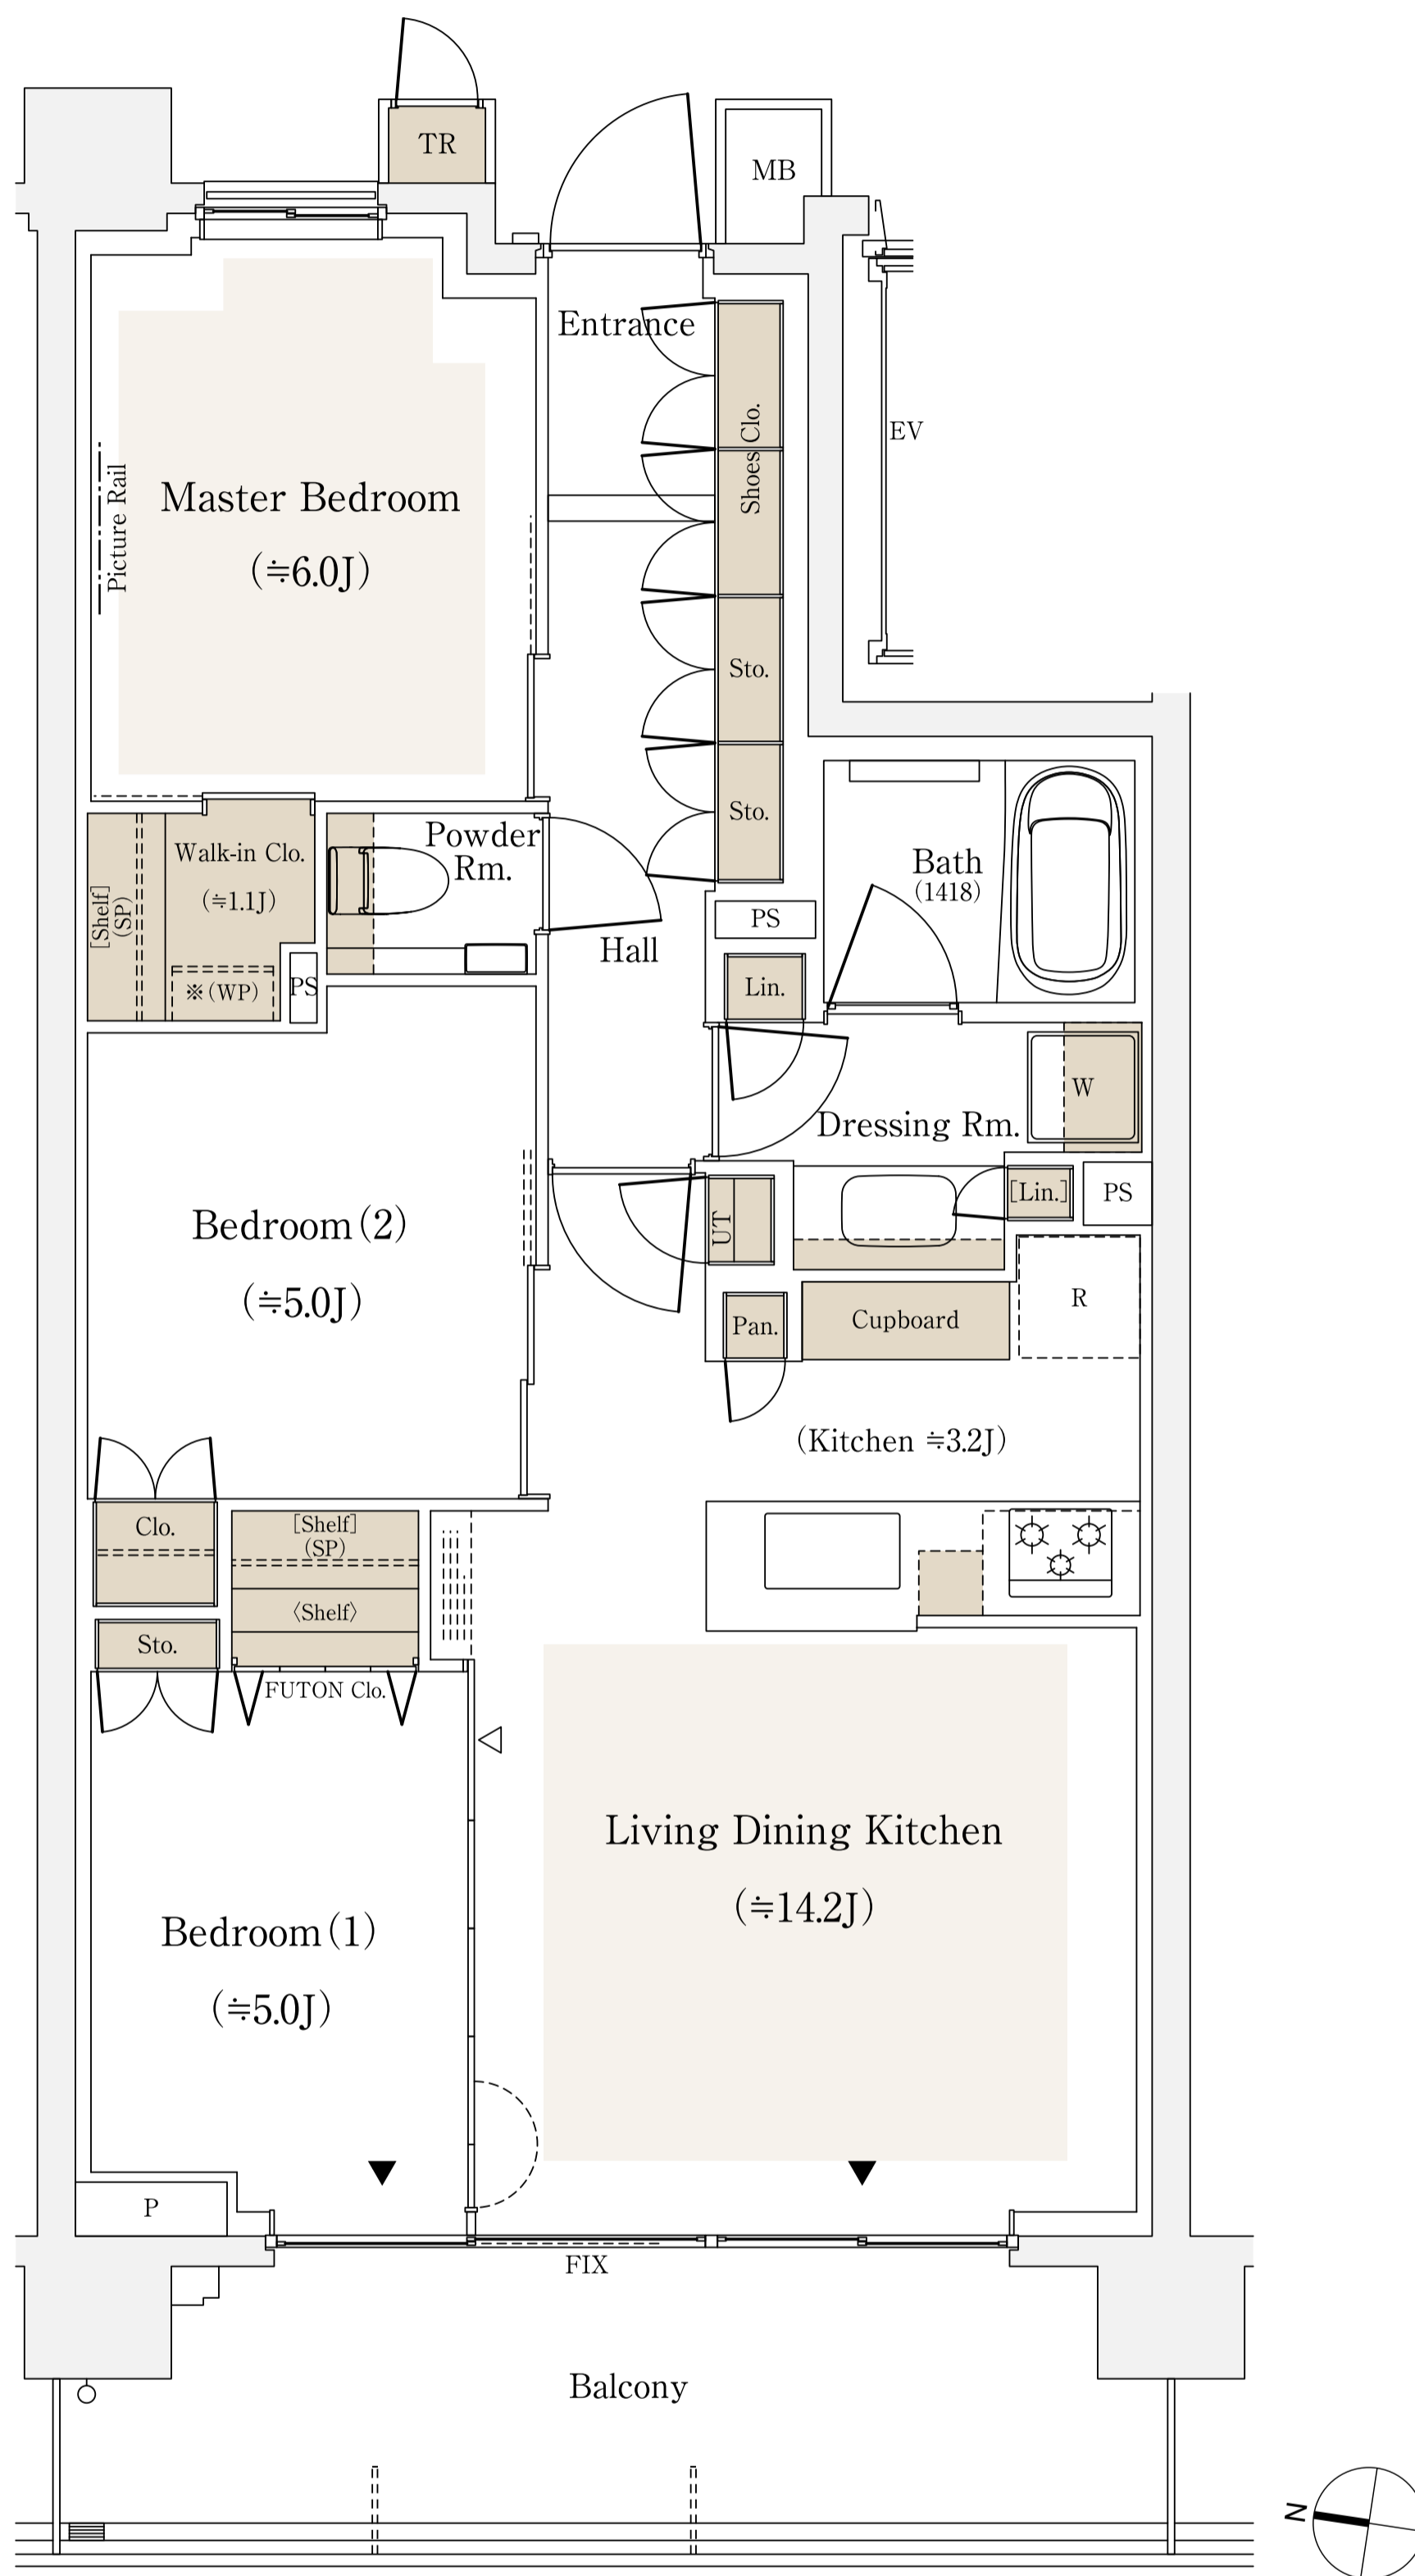 TR
MB
Entrance
Shoes Clo.
EV
Picture Rail
Master Bedroom
(≒6.0J)
Sto.
Sto.
Walk-in Clo.
(≒1.1J)
[Shelf]
(SP)
※(WP)
PS
Powder
Rm.
Hall
PS
Lin.
Bath
(1418)
W
Dressing Rm.
[Lin.]
PS
UT
Pan.
Cupboard
R
Bedroom(2)
(≒5.0J)
(Kitchen ≒3.2J)
Clo.
[Shelf]
(SP)
〈Shelf〉
Sto.
FUTON Clo.
Living Dining Kitchen
(≒14.2J)
Bedroom(1)
(≒5.0J)
P
FIX
Balcony
N